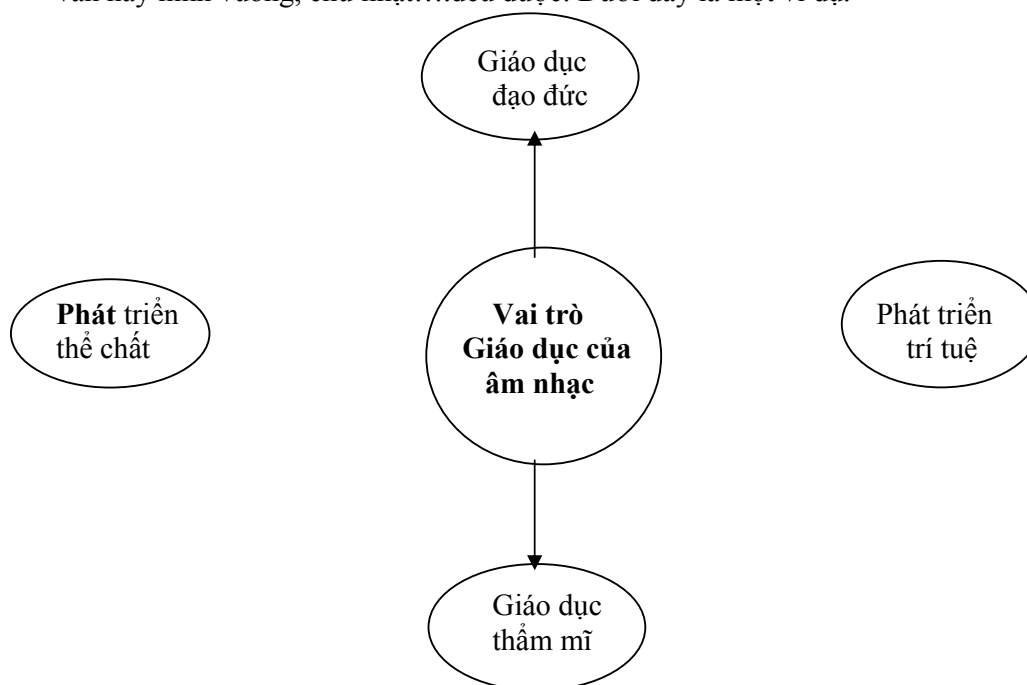 Giáo dục
đạo đức
Phát triển
thể chất
Vai trò
Giáo dục của
âm nhạc
Phát triển
trí tuệ
Giáo dục
thẩm mĩ